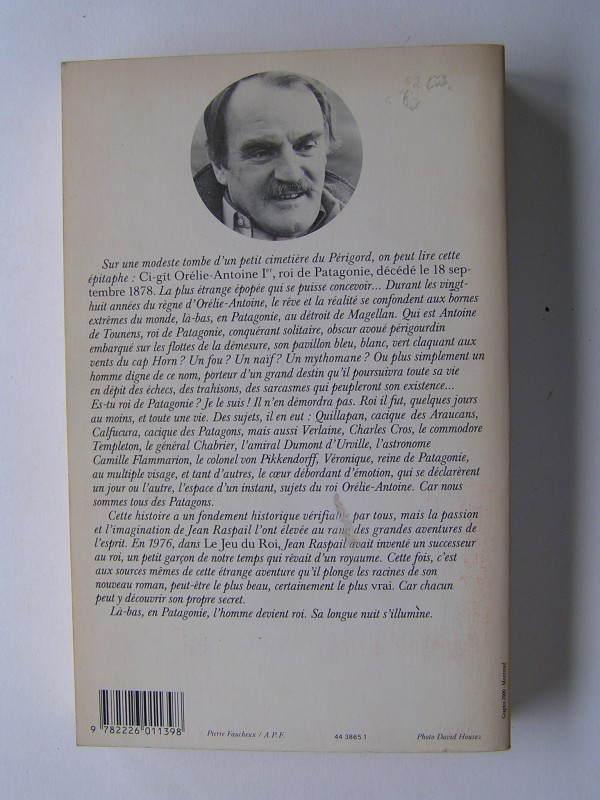 Sur une modeste tombe d'un petit cimetière du Périgord, on peut lire cette
épitaphe : Ci-gît Orélie-Antoine Iᵉʳ, roi de Patagonie, décédé le 18 sep-
tembre 1878. La plus étrange épopée qui se puisse concevoir... Durant les vingt-
huit années du règne d'Orélie-Antoine, le rêve et la réalité se confondent aux bornes
extrêmes du monde, là-bas, en Patagonie, au détroit de Magellan. Qui est Antoine
de Tounens, roi de Patagonie, conquérant solitaire, obscur avoué périgourdin
embarqué sur les flottes de la démesure, son pavillon bleu, blanc, vert claquant aux
vents du cap Horn ? Un fou ? Un naïf ? Un mythomane ? Ou plus simplement un
homme digne de ce nom, porteur d'un grand destin qu'il poursuivra toute sa vie
en dépit des échecs, des trahisons, des sarcasmes qui peupleront son existence...
Es-tu roi de Patagonie ? Je le suis ! Il n'en démordra pas. Roi il fut, quelques jours
au moins, et toute une vie. Des sujets, il en eut : Quillapan, cacique des Araucans,
Calfucura, cacique des Patagons, mais aussi Verlaine, Charles Cros, le commodore
Templeton, le général Chabrier, l'amiral Dumont d'Urville, l'astronome
Camille Flammarion, le colonel von Pikkendorff, Véronique, reine de Patagonie,
au multiple visage, et tant d'autres, le cœur débordant d'émotion, qui se déclarèrent
un jour ou l'autre, l'espace d'un instant, sujets du roi Orélie-Antoine. Car nous
sommes tous des Patagons.
Cette histoire a un fondement historique vérifiable par tous, mais la passion
et l'imagination de Jean Raspail l'ont élevée au rang des grandes aventures de
l'esprit. En 1976, dans Le Jeu du Roi, Jean Raspail avait inventé un successeur
au roi, un petit garçon de notre temps qui rêvait d'un royaume. Cette fois, c'est
aux sources mêmes de cette étrange aventure qu'il plonge les racines de son
nouveau roman, peut-être le plus beau, certainement le plus vrai. Car chacun
peut y découvrir son propre secret.
Là-bas, en Patagonie, l'homme devient roi. Sa longue nuit s'illumine.
9 782226 011398
Pierre Faucheux / A.P.F.
44 3865 1
Photo David Housez